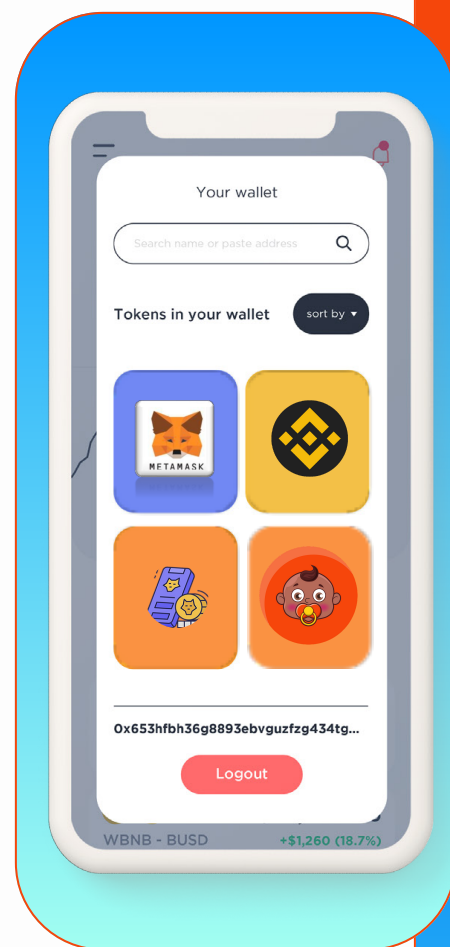 Your wallet
Search name or paste address
Tokens in your wallet
sort by
METAMASK
0x653hfbh36g8893ebvguzfzg434tg...
Logout
WBNB - BUSD
+$1,260 (18.7%)